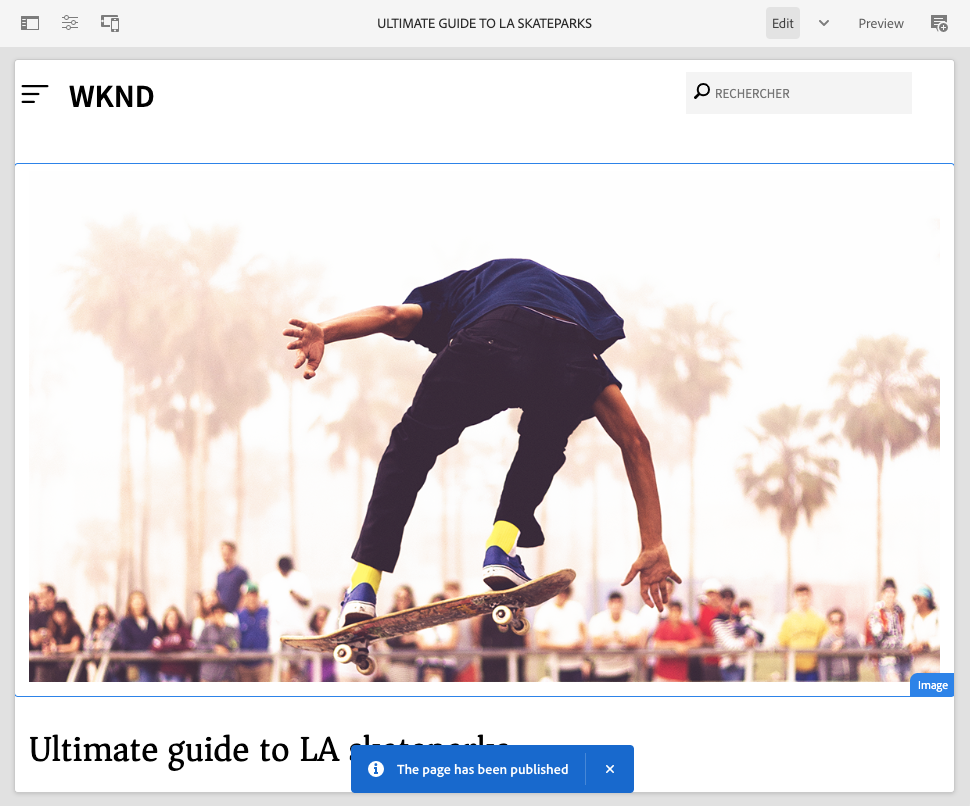 ULTIMATE GUIDE TO LA SKATEPARKS
Edit
Preview
WKND
RECHERCHER
Image
Ultimate guide to LA skateparks
The page has been published